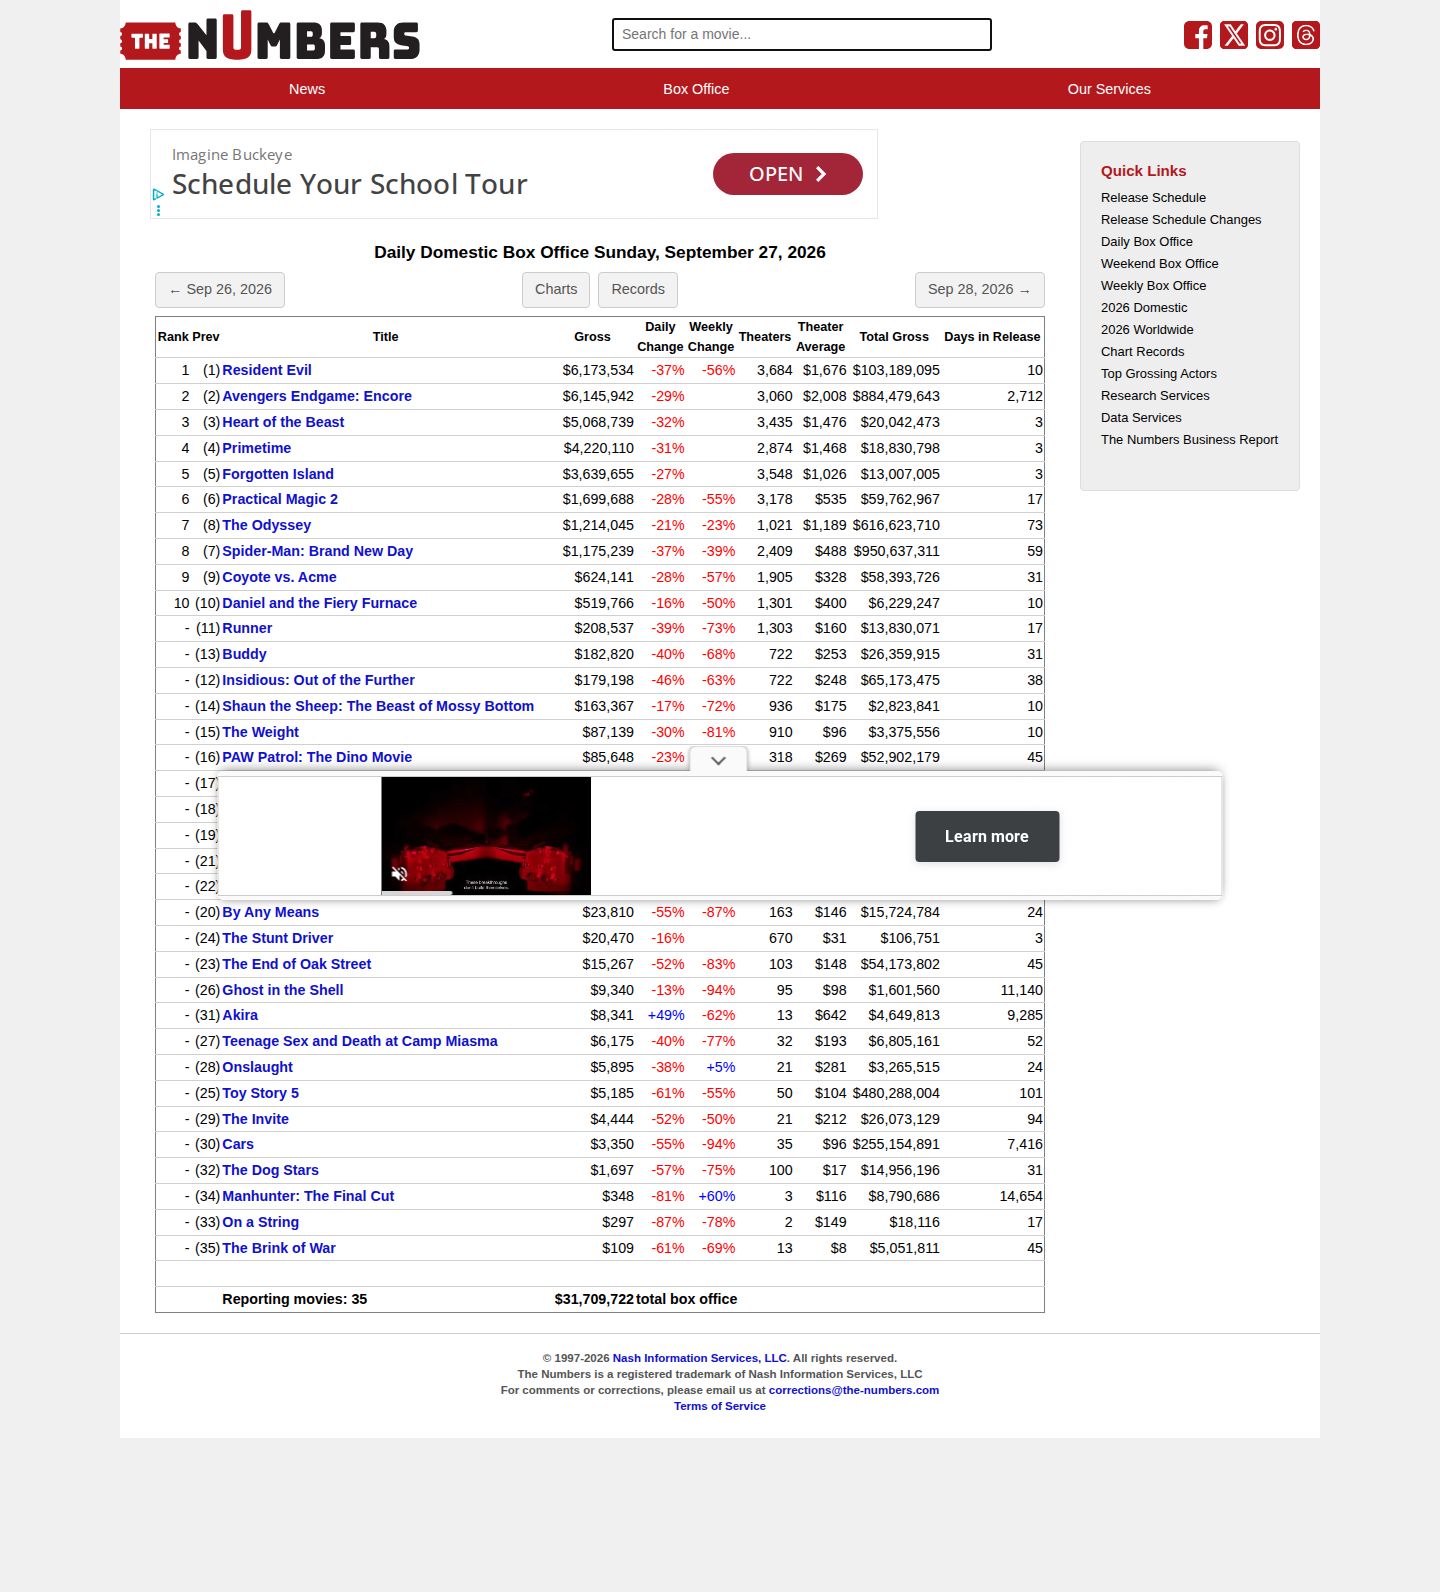 THE NUMBERS
Search for a movie...
News Box Office Our Services
Imagine Buckeye
Schedule Your School Tour
OPEN
Quick Links
Release Schedule
Release Schedule Changes
Daily Box Office
Weekend Box Office
Weekly Box Office
2026 Domestic
2026 Worldwide
Chart Records
Top Grossing Actors
Research Services
Data Services
The Numbers Business Report
Daily Domestic Box Office Sunday, September 27, 2026
← Sep 26, 2026 Charts Records Sep 28, 2026 →
Rank Prev Title Gross Daily Change Weekly Change Theaters Theater Average Total Gross Days in Release
1 (1) Resident Evil $6,173,534 -37% -56% 3,684 $1,676 $103,189,095 10
2 (2) Avengers Endgame: Encore $6,145,942 -29% 3,060 $2,008 $884,479,643 2,712
3 (3) Heart of the Beast $5,068,739 -32% 3,435 $1,476 $20,042,473 3
4 (4) Primetime $4,220,110 -31% 2,874 $1,468 $18,830,798 3
5 (5) Forgotten Island $3,639,655 -27% 3,548 $1,026 $13,007,005 3
6 (6) Practical Magic 2 $1,699,688 -28% -55% 3,178 $535 $59,762,967 17
7 (8) The Odyssey $1,214,045 -21% -23% 1,021 $1,189 $616,623,710 73
8 (7) Spider-Man: Brand New Day $1,175,239 -37% -39% 2,409 $488 $950,637,311 59
9 (9) Coyote vs. Acme $624,141 -28% -57% 1,905 $328 $58,393,726 31
10 (10) Daniel and the Fiery Furnace $519,766 -16% -50% 1,301 $400 $6,229,247 10
- (11) Runner $208,537 -39% -73% 1,303 $160 $13,830,071 17
- (13) Buddy $182,820 -40% -68% 722 $253 $26,359,915 31
- (12) Insidious: Out of the Further $179,198 -46% -63% 722 $248 $65,173,475 38
- (14) Shaun the Sheep: The Beast of Mossy Bottom $163,367 -17% -72% 936 $175 $2,823,841 10
- (15) The Weight $87,139 -30% -81% 910 $96 $3,375,556 10
- (16) PAW Patrol: The Dino Movie $85,648 -23% 318 $269 $52,902,179 45
- (17)
- (18)
- (19)
- (21)
- (22)
Learn more
- (20) By Any Means $23,810 -55% -87% 163 $146 $15,724,784 24
- (24) The Stunt Driver $20,470 -16% 670 $31 $106,751 3
- (23) The End of Oak Street $15,267 -52% -83% 103 $148 $54,173,802 45
- (26) Ghost in the Shell $9,340 -13% -94% 95 $98 $1,601,560 11,140
- (31) Akira $8,341 +49% -62% 13 $642 $4,649,813 9,285
- (27) Teenage Sex and Death at Camp Miasma $6,175 -40% -77% 32 $193 $6,805,161 52
- (28) Onslaught $5,895 -38% +5% 21 $281 $3,265,515 24
- (25) Toy Story 5 $5,185 -61% -55% 50 $104 $480,288,004 101
- (29) The Invite $4,444 -52% -50% 21 $212 $26,073,129 94
- (30) Cars $3,350 -55% -94% 35 $96 $255,154,891 7,416
- (32) The Dog Stars $1,697 -57% -75% 100 $17 $14,956,196 31
- (34) Manhunter: The Final Cut $348 -81% +60% 3 $116 $8,790,686 14,654
- (33) On a String $297 -87% -78% 2 $149 $18,116 17
- (35) The Brink of War $109 -61% -69% 13 $8 $5,051,811 45
Reporting movies: 35 $31,709,722 total box office
© 1997-2026 Nash Information Services, LLC. All rights reserved.
The Numbers is a registered trademark of Nash Information Services, LLC
For comments or corrections, please email us at corrections@the-numbers.com
Terms of Service